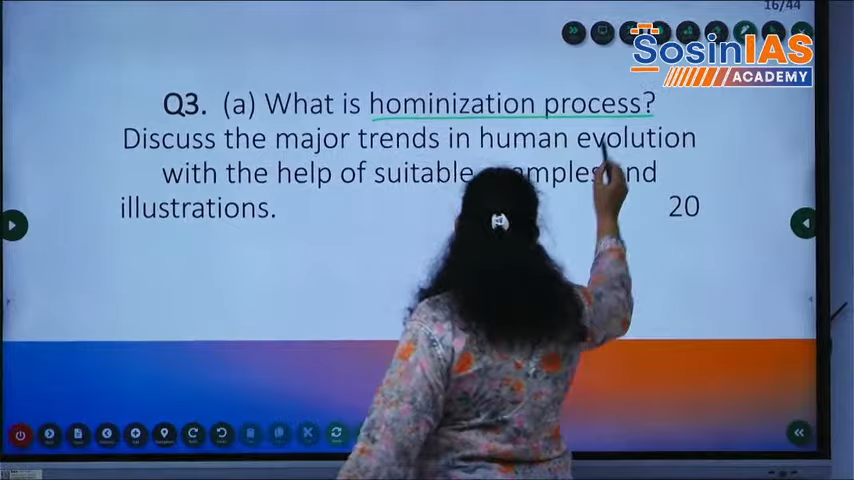 16/44
SosinIAS
ACADEMY
Q3. (a) What is hominization process?
Discuss the major trends in human evolution
with the help of suitable and
illustrations. 20